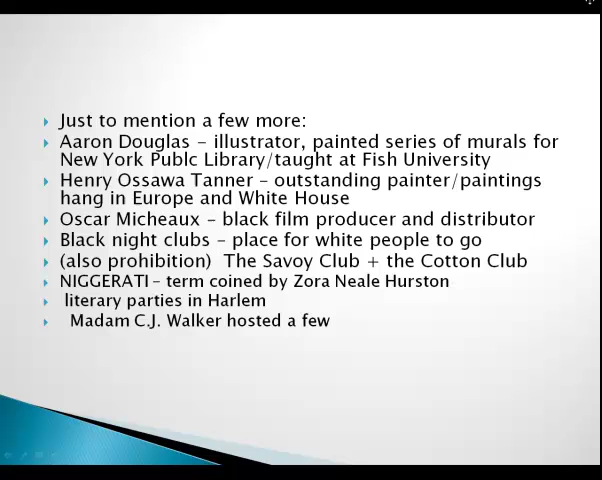 Just to mention a few more:
Aaron Douglas – illustrator, painted series of murals for
New York Publc Library/taught at Fish University
Henry Ossawa Tanner – outstanding painter/paintings
hang in Europe and White House
Oscar Micheaux – black film producer and distributor
Black night clubs – place for white people to go
(also prohibition)  The Savoy Club + the Cotton Club
NIGGERATI – term coined by Zora Neale Hurston
literary parties in Harlem
Madam C.J. Walker hosted a few